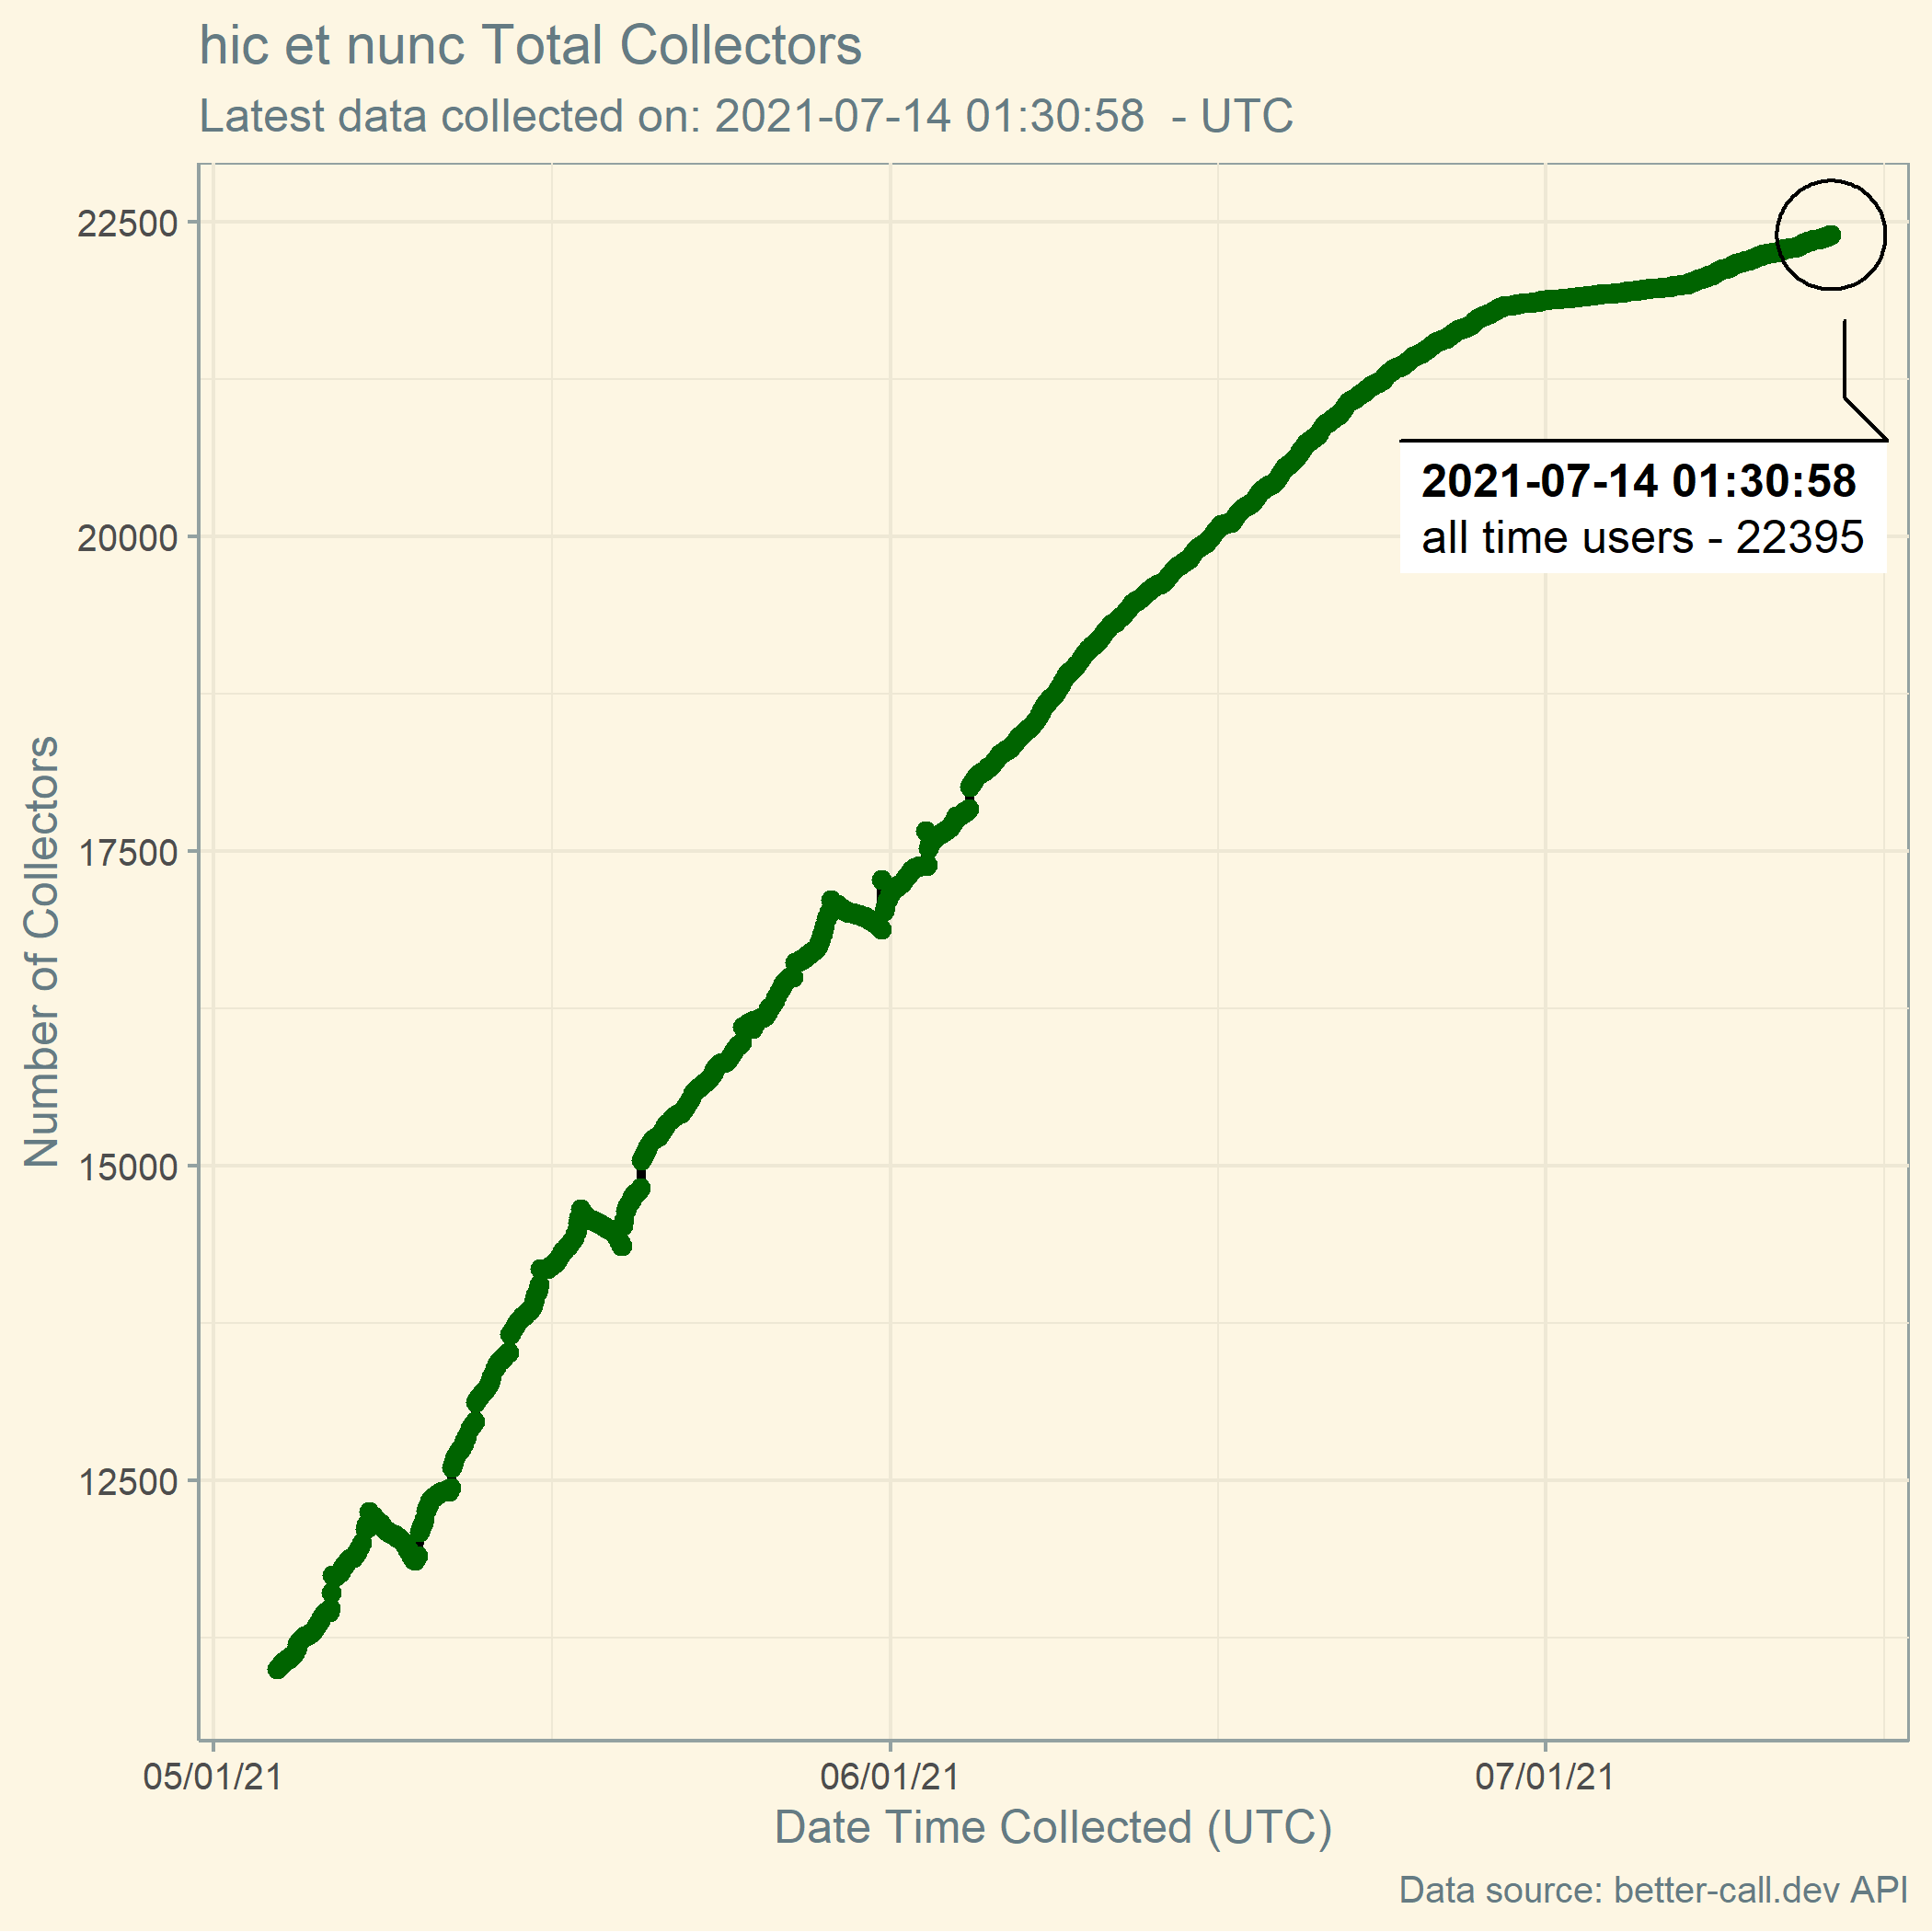 hic et nunc Total Collectors
Latest data collected on: 2021-07-14 01:30:58  - UTC
22500
20000
17500
15000
12500
Number of Collectors
2021-07-14 01:30:58
all time users - 22395
05/01/21
06/01/21
07/01/21
Date Time Collected (UTC)
Data source: better-call.dev API